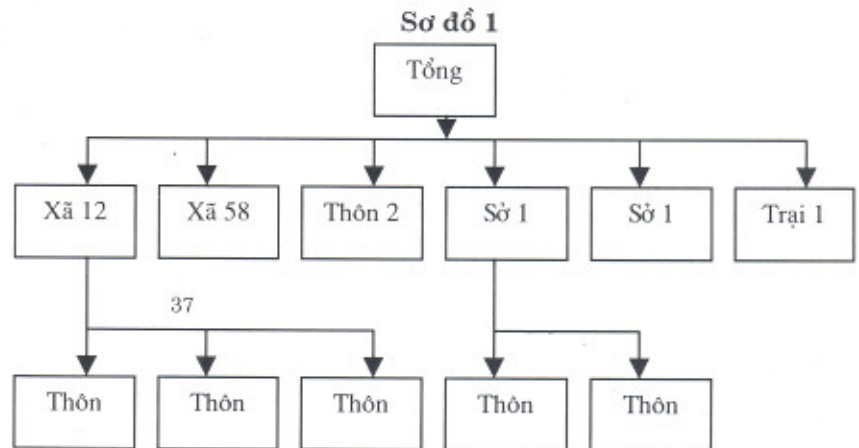 Sơ đồ 1
Tổng
Xã 12 Xã 58 Thôn 2 Sở 1 Sở 1 Trại 1
37
Thôn Thôn Thôn Thôn Thôn